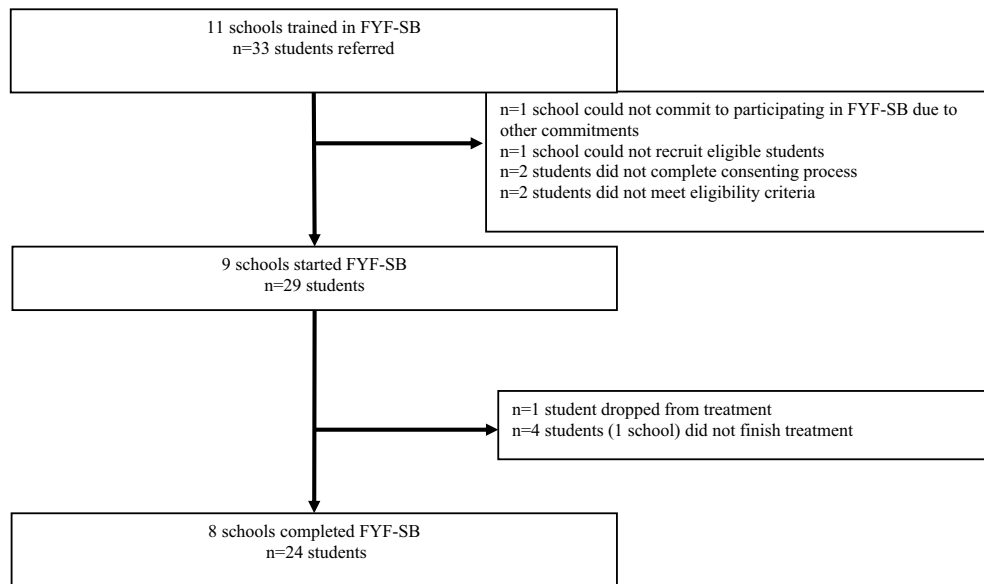 11 schools trained in FYF-SB
n=33 students referred
n=1 school could not commit to participating in FYF-SB due to
other commitments
n=1 school could not recruit eligible students
n=2 students did not complete consenting process
n=2 students did not meet eligibility criteria
9 schools started FYF-SB
n=29 students
n=1 student dropped from treatment
n=4 students (1 school) did not finish treatment
8 schools completed FYF-SB
n=24 students